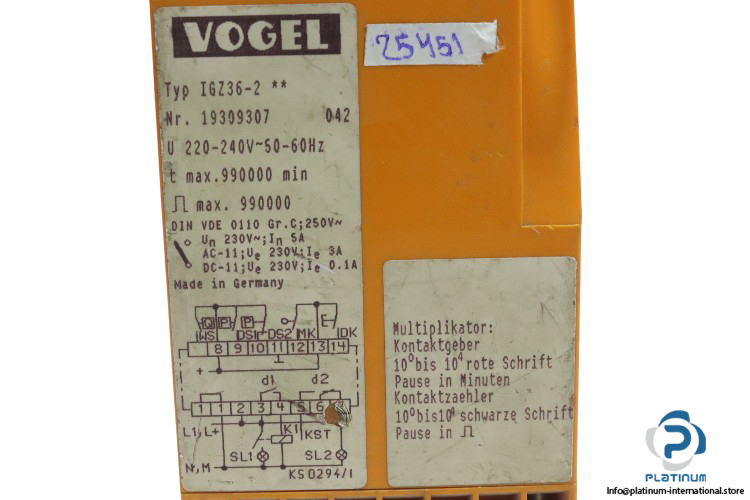 VOGEL
25451
Typ IGZ36-2 **
Nr. 19309307 042
U 220-240V~50-60Hz
t max.990000 min
max. 990000
DIN VDE 0110 Gr.C;250V~
Un 230V~;In 5A
AC-11;Ue 230V;Ie 3A
DC-11;Ue 230V;Ie 0.1A
Made in Germany
Q P P
WS DS1 DS2 MK DK
8 9 10 11 12 13 14
+ ⊥
d1 d2
1 1 2 3 4 5 6
L1,L+ K1 KST
SL1 SL2
N,M KS0294/1
Multiplikator:
Kontaktgeber
10⁰bis 10⁴ rote Schrift
Pause in Minuten
Kontaktzaehler
10⁰bis10⁴ schwarze Schrift
Pause in
PLATINUM
Info@platinum-international.store